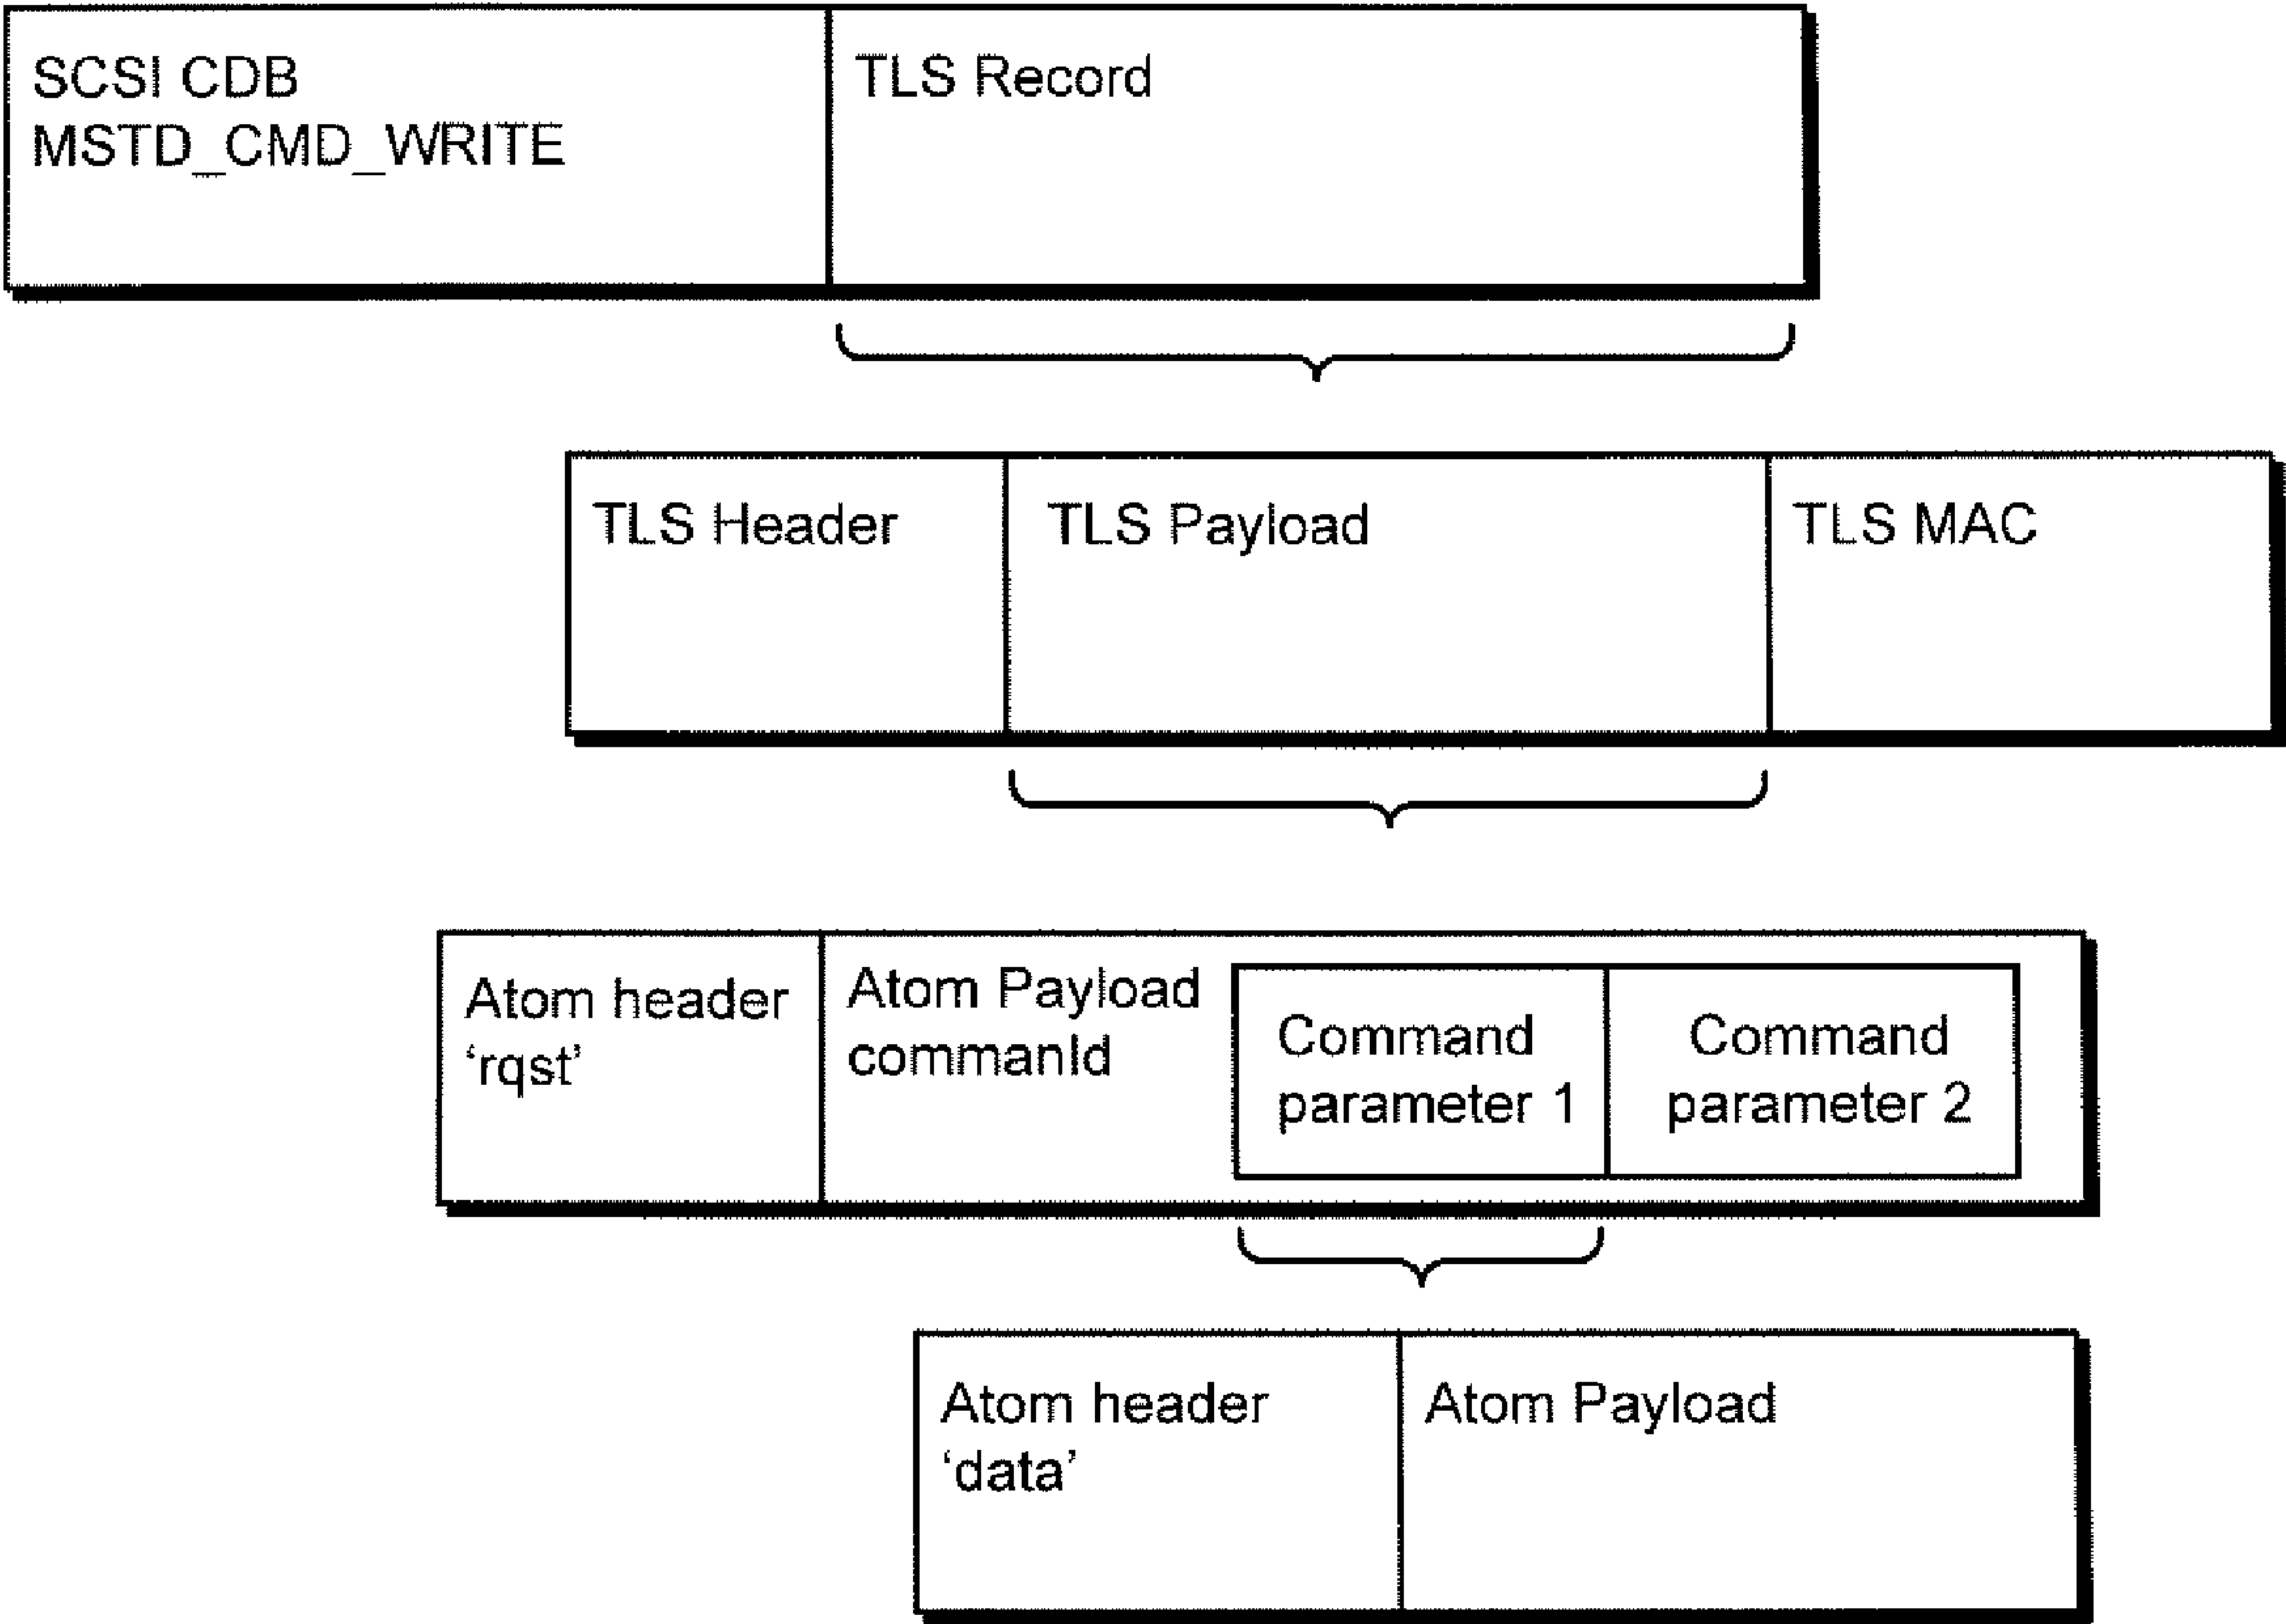 SCSI CDB
MSTD_CMD_WRITE
TLS Record
TLS Header
TLS Payload
TLS MAC
Atom header
‘rqst’
Atom Payload
commanId
Command
parameter 1
Command
parameter 2
Atom header
‘data’
Atom Payload